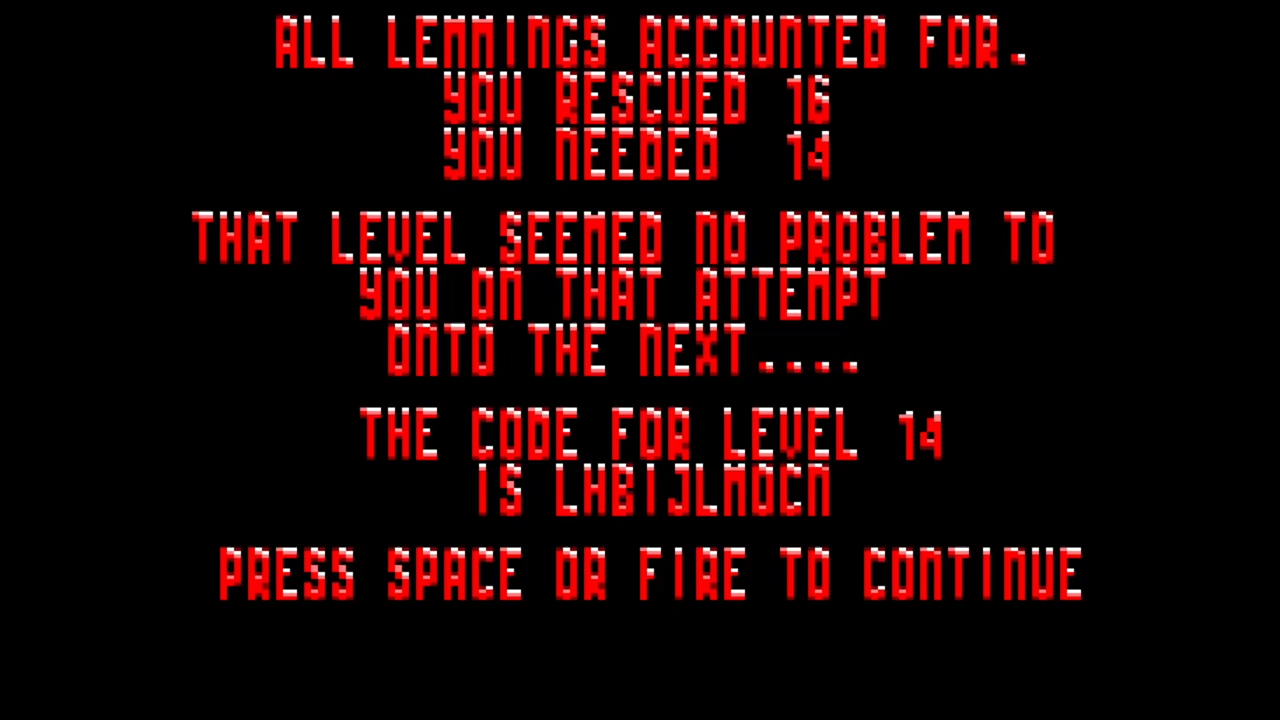 ALL LEMMINGS ACCOUNTED FOR.
YOU RESCUED 16
YOU NEEDED 14
THAT LEVEL SEEMED NO PROBLEM TO
YOU ON THAT ATTEMPT
ONTO THE NEXT....
THE CODE FOR LEVEL 14
IS LHBIJLMOCN
PRESS SPACE OR FIRE TO CONTINUE